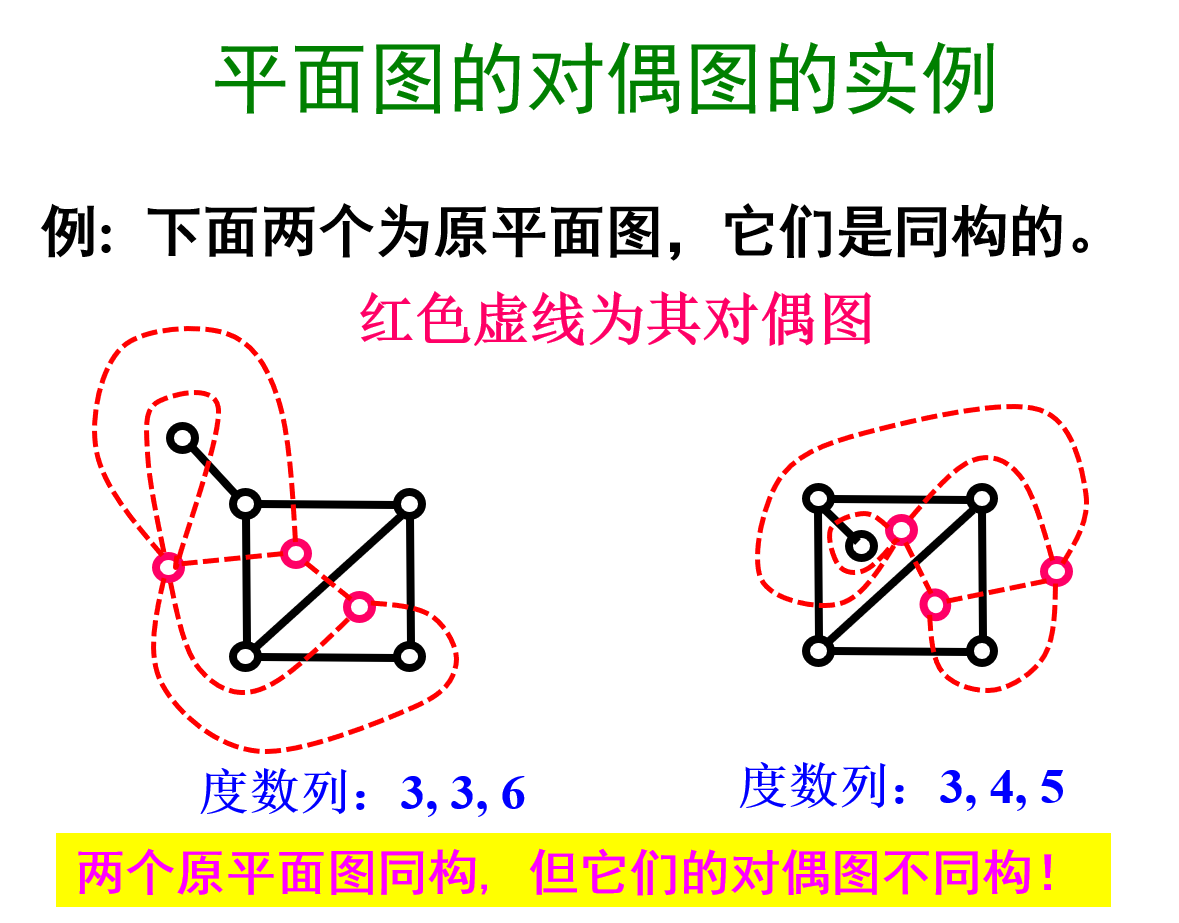 平面图的对偶图的实例
例: 下面两个为原平面图，它们是同构的。
红色虚线为其对偶图
度数列：3, 3, 6
度数列：3, 4, 5
两个原平面图同构, 但它们的对偶图不同构！